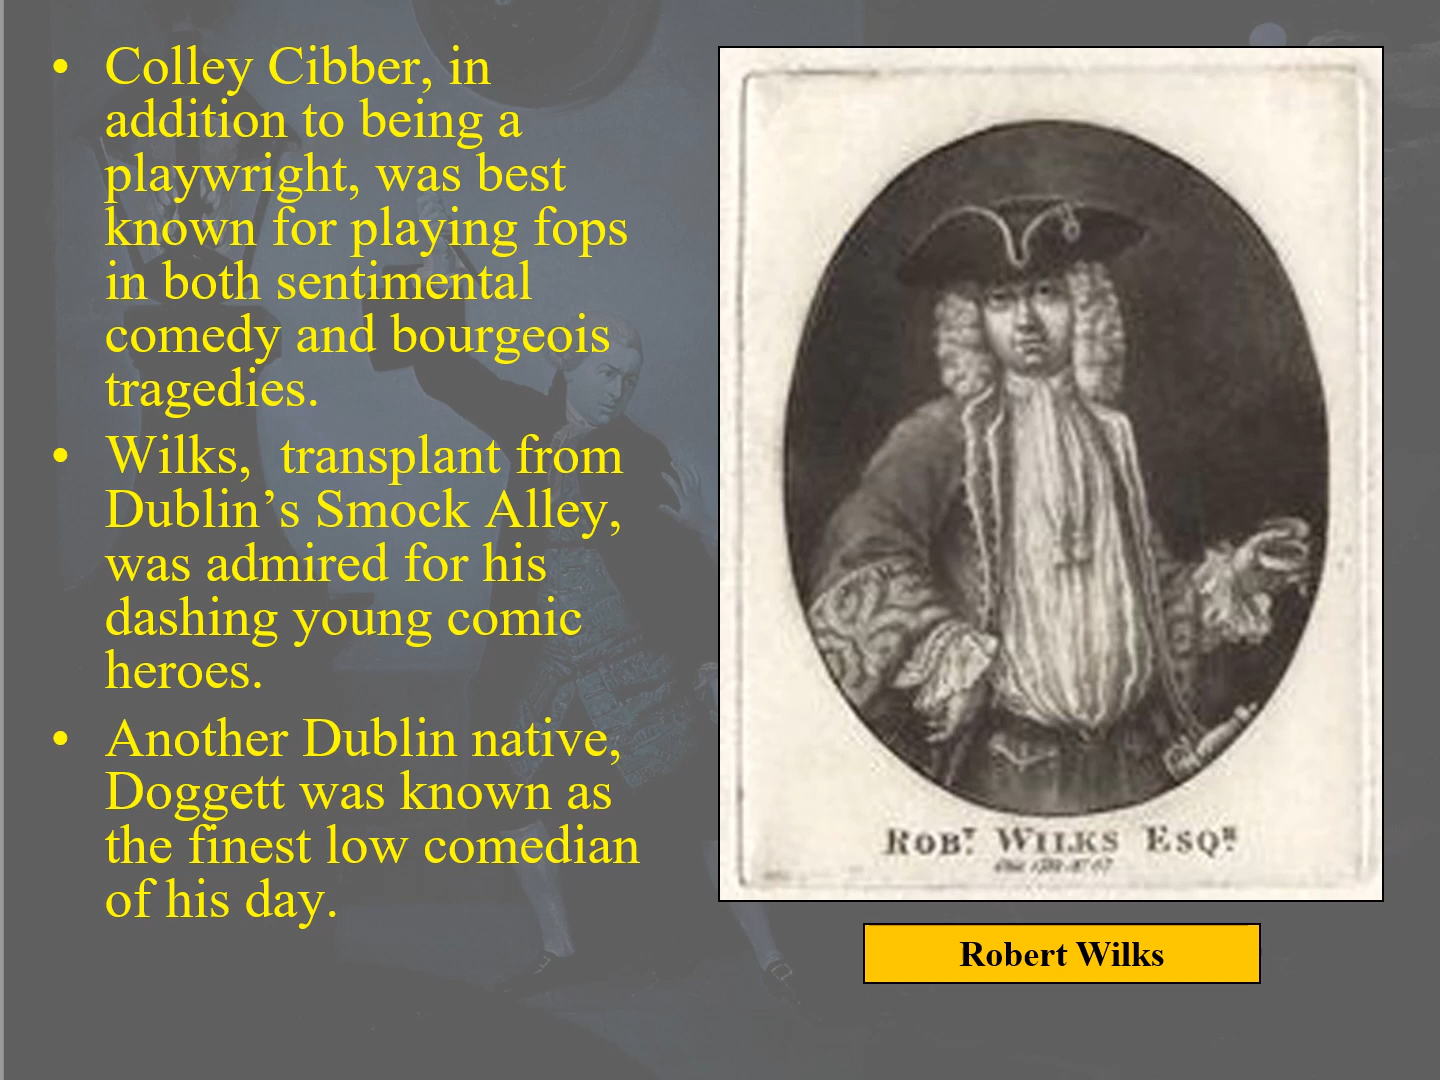 • Colley Cibber, in
addition to being a
playwright, was best
known for playing fops
in both sentimental
comedy and bourgeois
tragedies.
• Wilks,  transplant from
Dublin’s Smock Alley,
was admired for his
dashing young comic
heroes.
• Another Dublin native,
Doggett was known as
the finest low comedian
of his day.
ROBT. WILKS ESQR.
Robert Wilks